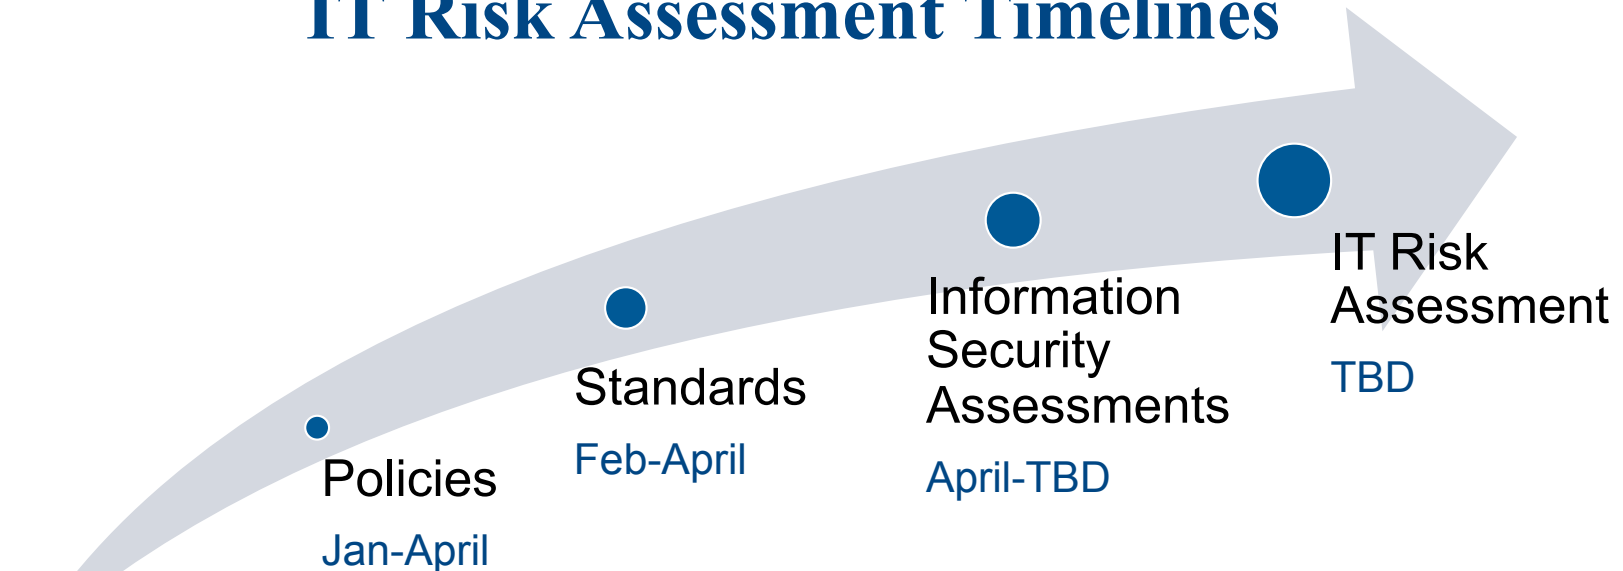 IT Risk Assessment Timelines
Policies
Jan-April
Standards
Feb-April
Information
Security
Assessments
April-TBD
IT Risk
Assessment
TBD